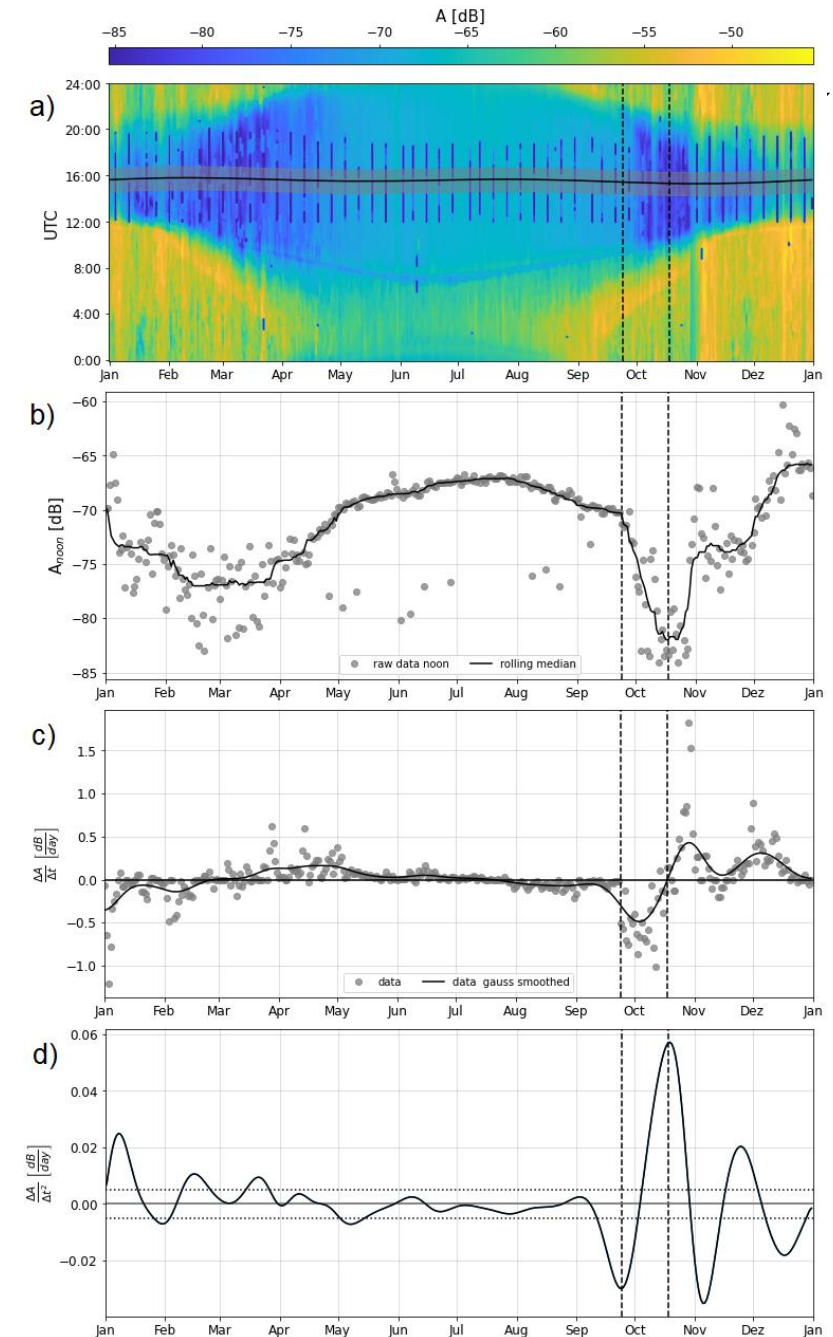 A [dB]
−85 −80 −75 −70 −65 −60 −55 −50
a)
24:00
20:00
16:00
12:00
8:00
4:00
0:00
UTC
Jan Feb Mar Apr May Jun Jul Aug Sep Oct Nov Dez Jan
b)
−60
−65
−70
−75
−80
−85
A_noon [dB]
raw data noon rolling median
Jan Feb Mar Apr May Jun Jul Aug Sep Oct Nov Dez Jan
c)
1.5
1.0
0.5
0.0
−0.5
−1.0
ΔA/Δt [dB/day]
data data gauss smoothed
Jan Feb Mar Apr May Jun Jul Aug Sep Oct Nov Dez Jan
d)
0.06
0.04
0.02
0.00
−0.02
ΔA/Δt² [dB/day]
Jan Feb Mar Apr May Jun Jul Aug Sep Oct Nov Dez Jan